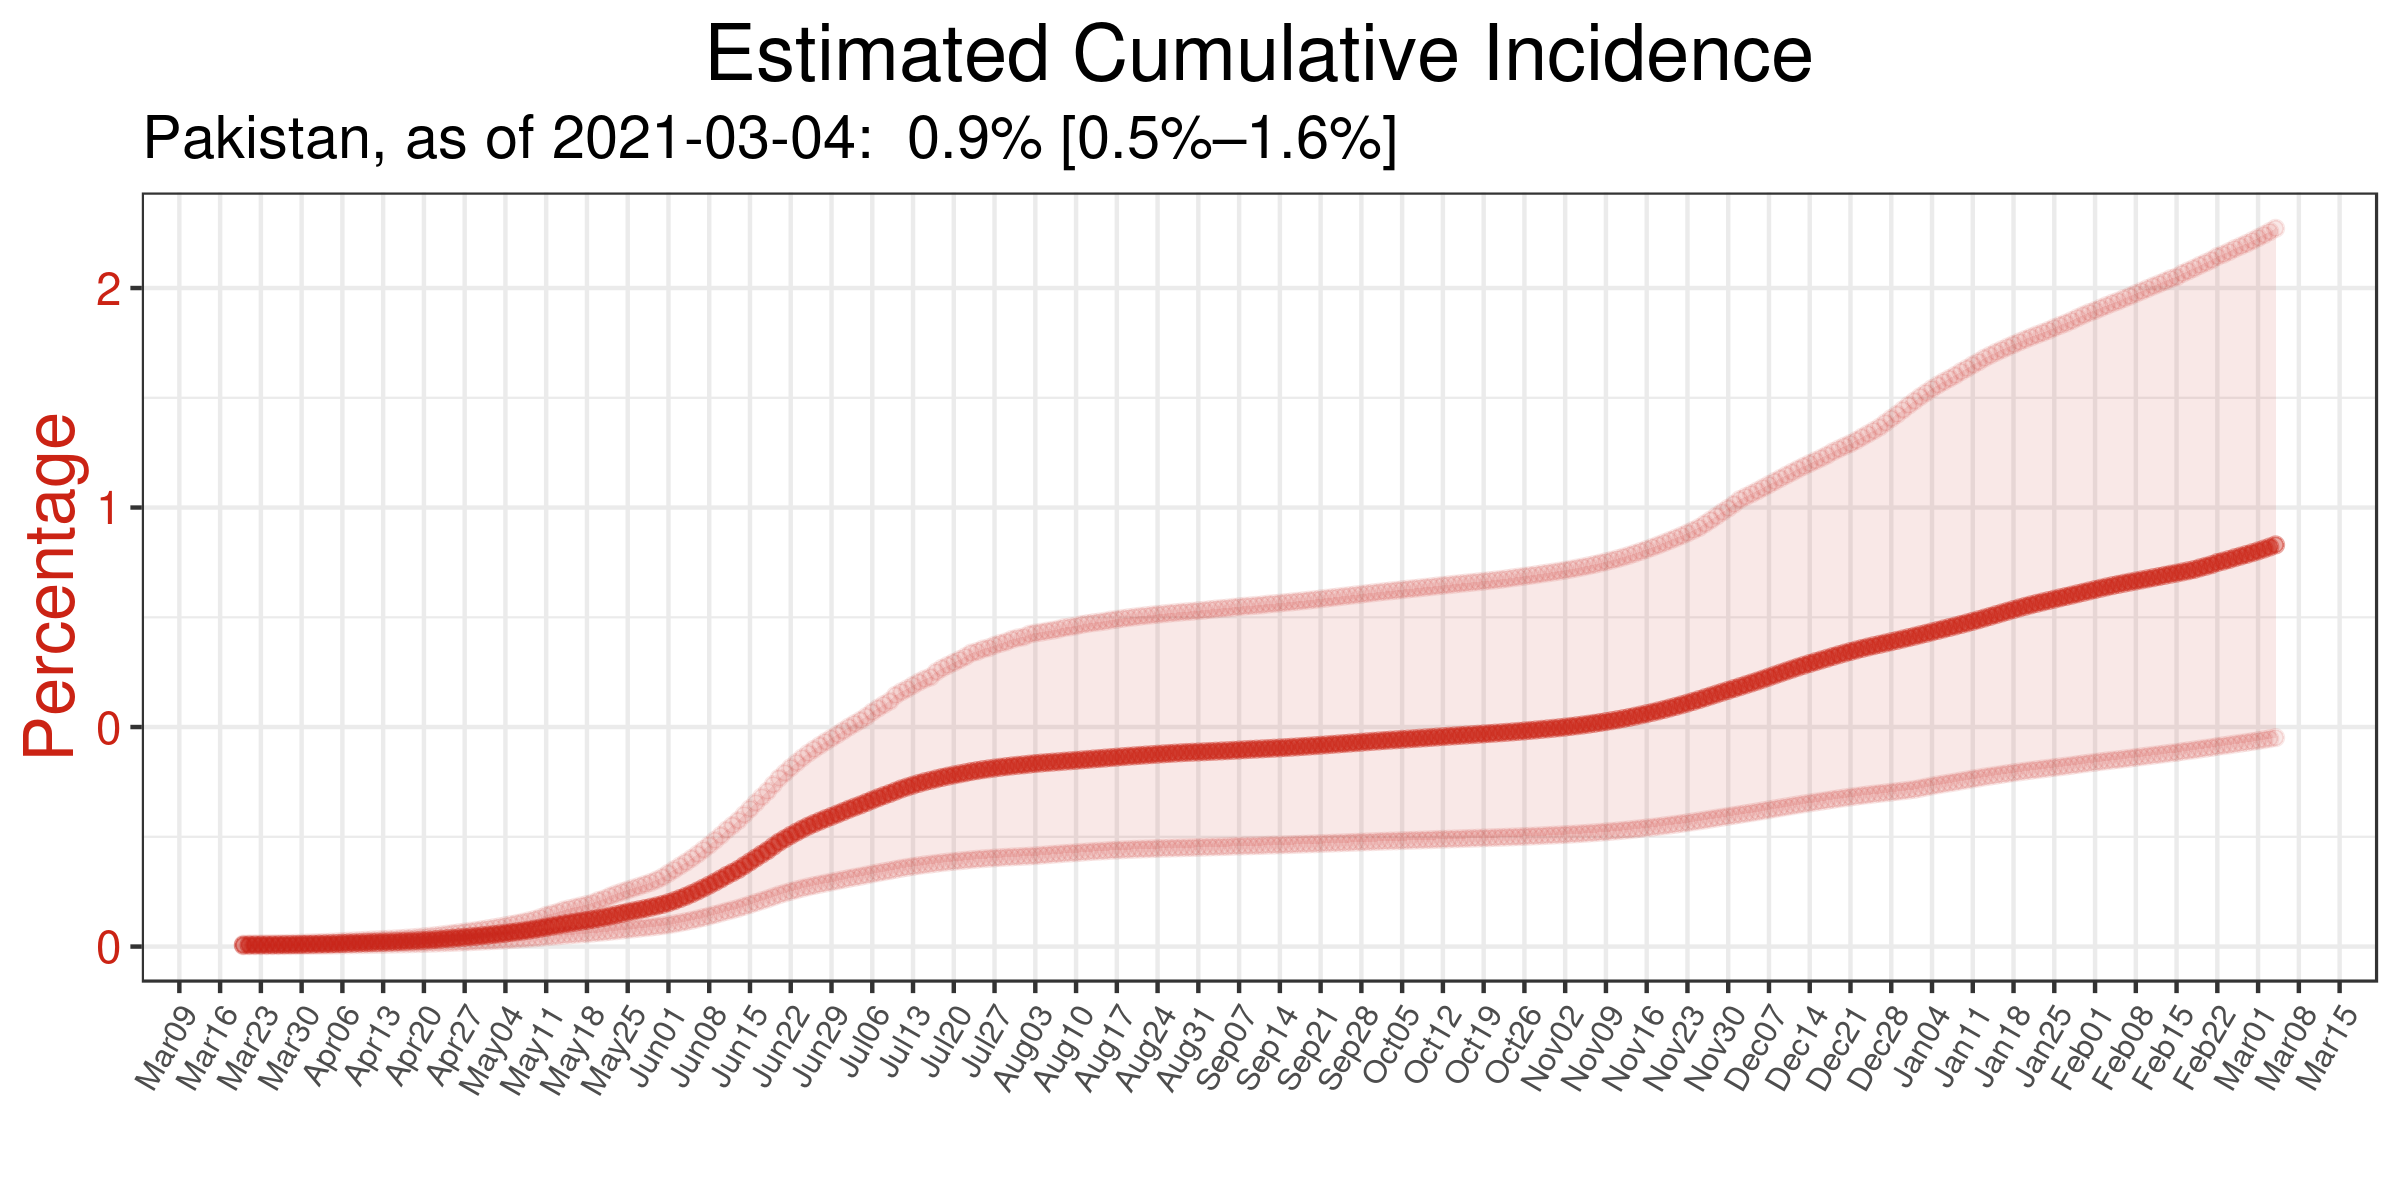 Estimated Cumulative Incidence
Pakistan, as of 2021-03-04:  0.9% [0.5%–1.6%]
Percentage
2
1
0
0
Mar09
Mar16
Mar23
Mar30
Apr06
Apr13
Apr20
Apr27
May04
May11
May18
May25
Jun01
Jun08
Jun15
Jun22
Jun29
Jul06
Jul13
Jul20
Jul27
Aug03
Aug10
Aug17
Aug24
Aug31
Sep07
Sep14
Sep21
Sep28
Oct05
Oct12
Oct19
Oct26
Nov02
Nov09
Nov16
Nov23
Nov30
Dec07
Dec14
Dec21
Dec28
Jan04
Jan11
Jan18
Jan25
Feb01
Feb08
Feb15
Feb22
Mar01
Mar08
Mar15